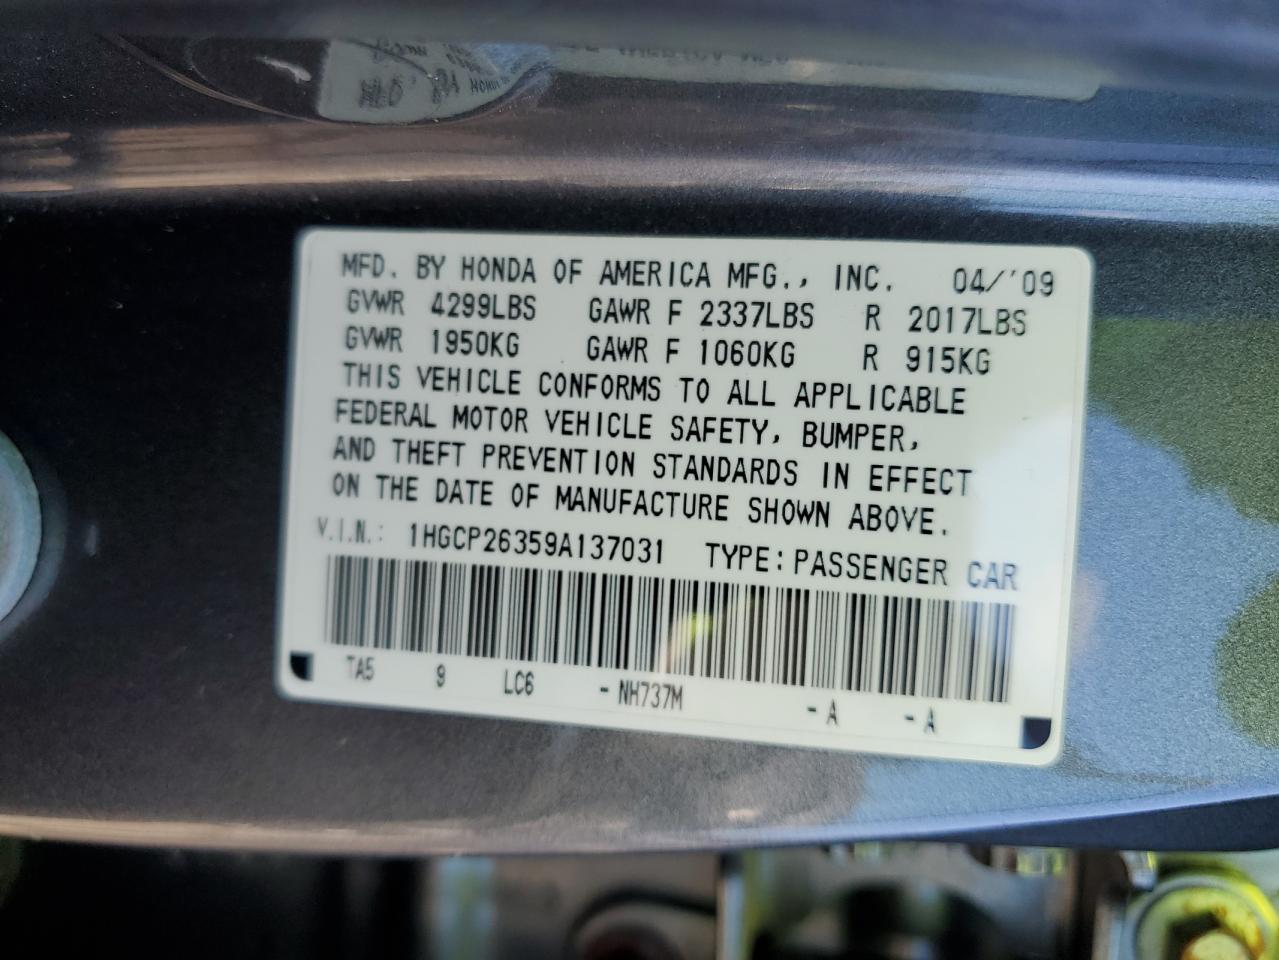 MFD. BY HONDA OF AMERICA MFG., INC. 04/'09
GVWR 4299LBS GAWR F 2337LBS R 2017LBS
GVWR 1950KG GAWR F 1060KG R 915KG
THIS VEHICLE CONFORMS TO ALL APPLICABLE
FEDERAL MOTOR VEHICLE SAFETY, BUMPER,
AND THEFT PREVENTION STANDARDS IN EFFECT
ON THE DATE OF MANUFACTURE SHOWN ABOVE.
V.I.N.: 1HGCP26359A137031 TYPE: PASSENGER CAR
TA5 9 LC6 -NH737M -A -A